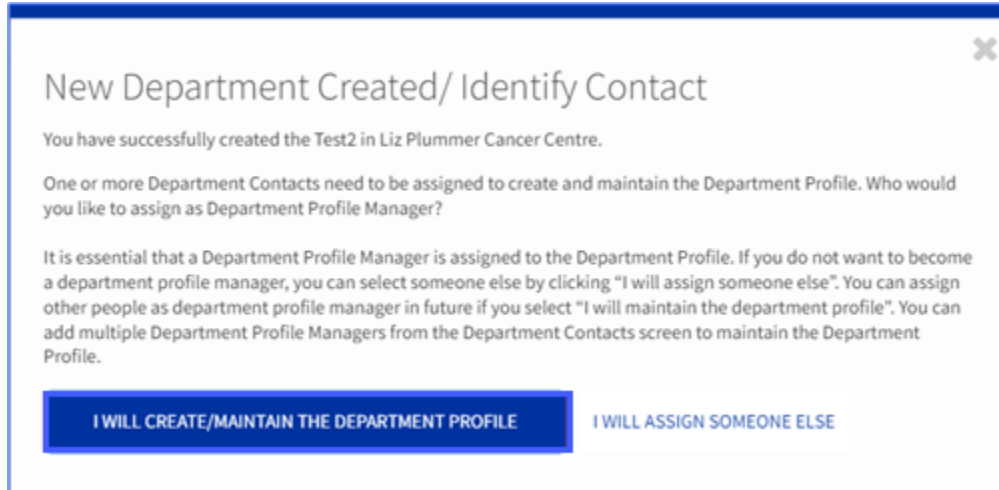 New Department Created/ Identify Contact
You have successfully created the Test2 in Liz Plummer Cancer Centre.
One or more Department Contacts need to be assigned to create and maintain the Department Profile. Who would
you like to assign as Department Profile Manager?
It is essential that a Department Profile Manager is assigned to the Department Profile. If you do not want to become
a department profile manager, you can select someone else by clicking “I will assign someone else”. You can assign
other people as department profile manager in future if you select “I will maintain the department profile”. You can
add multiple Department Profile Managers from the Department Contacts screen to maintain the Department
Profile.
I WILL CREATE/MAINTAIN THE DEPARTMENT PROFILE I WILL ASSIGN SOMEONE ELSE